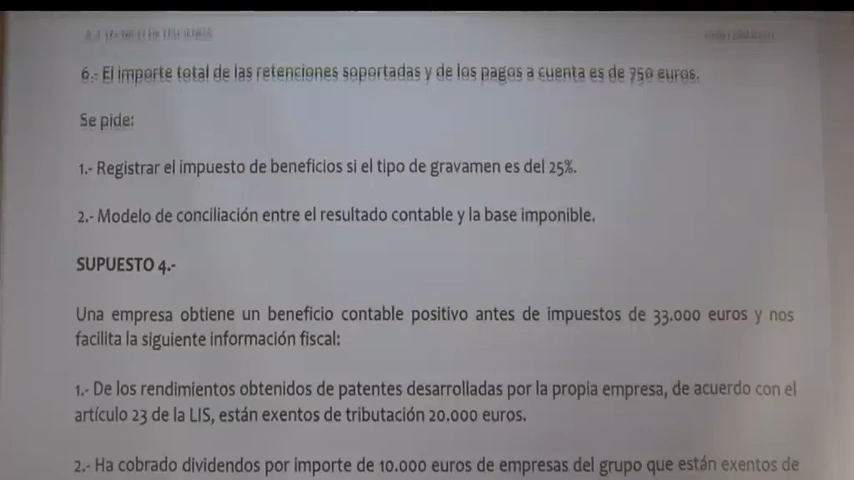 6.- El importe total de las retenciones soportadas y de los pagos a cuenta es de 750 euros.
Se pide:
1.- Registrar el impuesto de beneficios si el tipo de gravamen es del 25%.
2.- Modelo de conciliación entre el resultado contable y la base imponible.
SUPUESTO 4.-
Una empresa obtiene un beneficio contable positivo antes de impuestos de 33.000 euros y nos
facilita la siguiente información fiscal:
1.- De los rendimientos obtenidos de patentes desarrolladas por la propia empresa, de acuerdo con el
artículo 23 de la LIS, están exentos de tributación 20.000 euros.
2.- Ha cobrado dividendos por importe de 10.000 euros de empresas del grupo que están exentos de